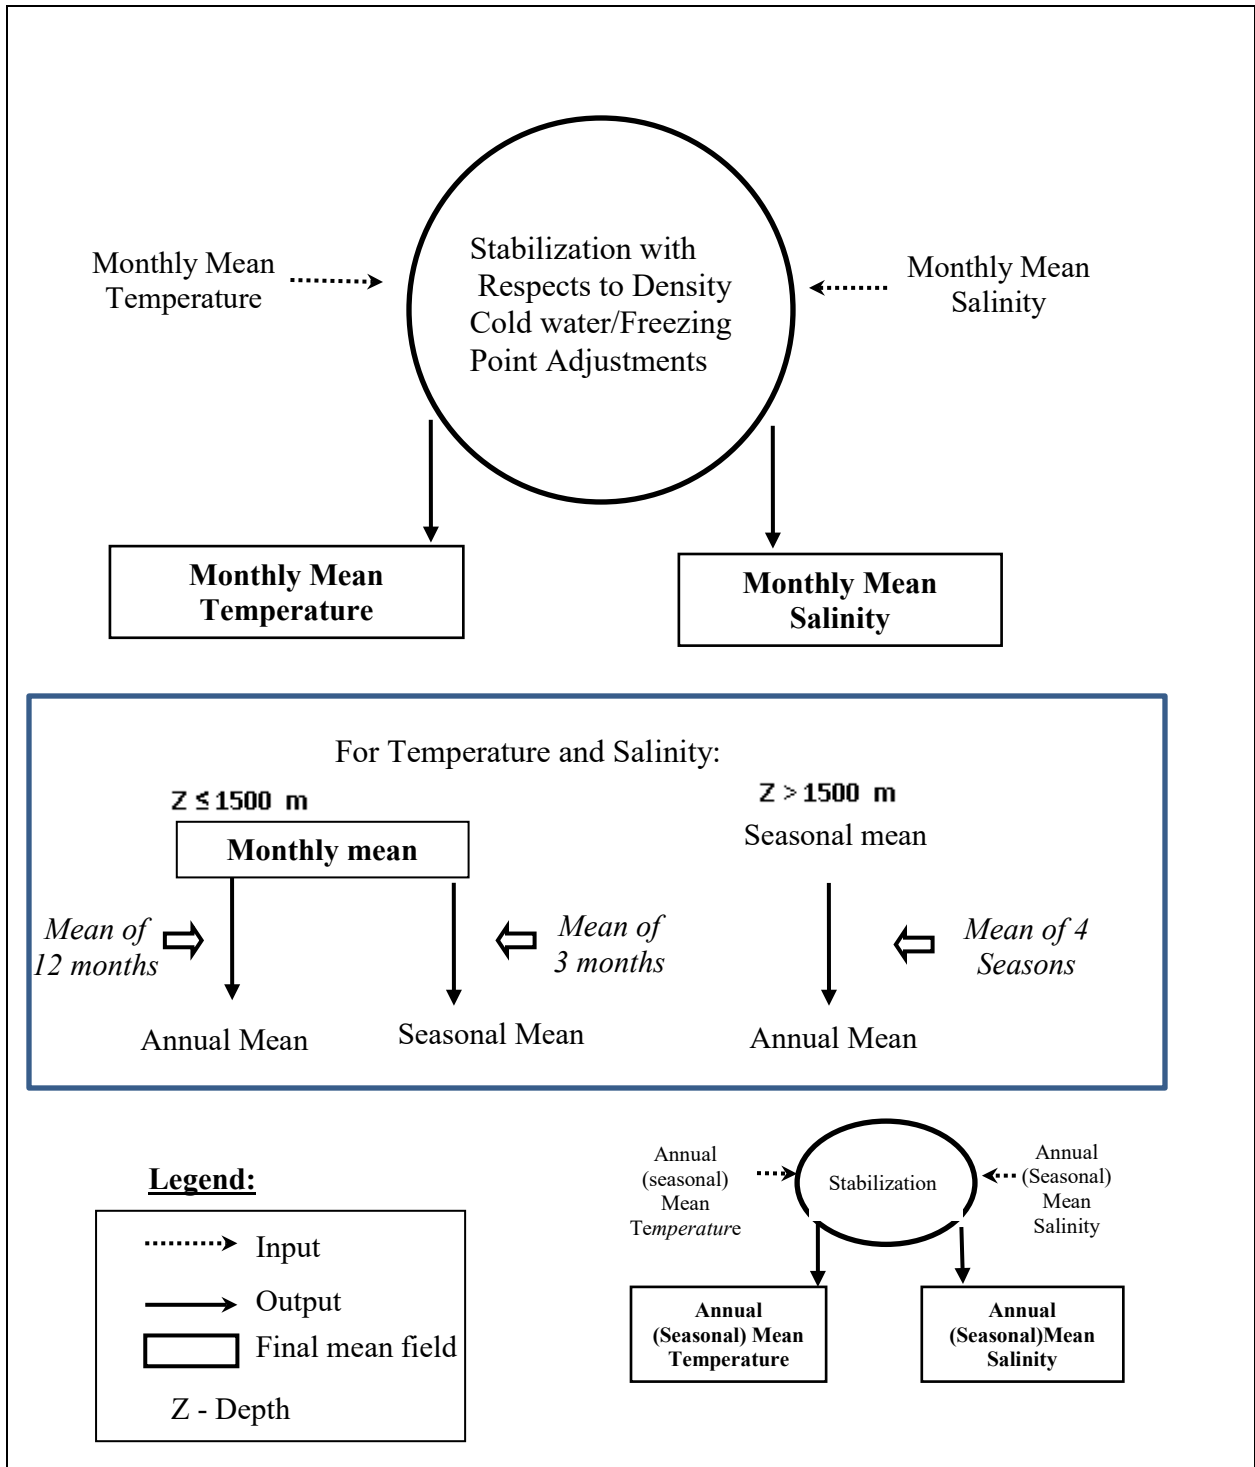 Monthly Mean
Temperature
Stabilization with
Respects to Density
Cold water/Freezing
Point Adjustments
Monthly Mean
Salinity
Monthly Mean
Temperature
Monthly Mean
Salinity
For Temperature and Salinity:
Z ≤ 1500 m
Monthly mean
Z > 1500 m
Seasonal mean
Mean of
12 months
Mean of
3 months
Mean of 4
Seasons
Annual Mean
Seasonal Mean
Annual Mean
Legend:
Input
Output
Final mean field
Z - Depth
Annual
(seasonal)
Mean
Temperature
Stabilization
Annual
(Seasonal)
Mean
Salinity
Annual
(Seasonal) Mean
Temperature
Annual
(Seasonal)Mean
Salinity